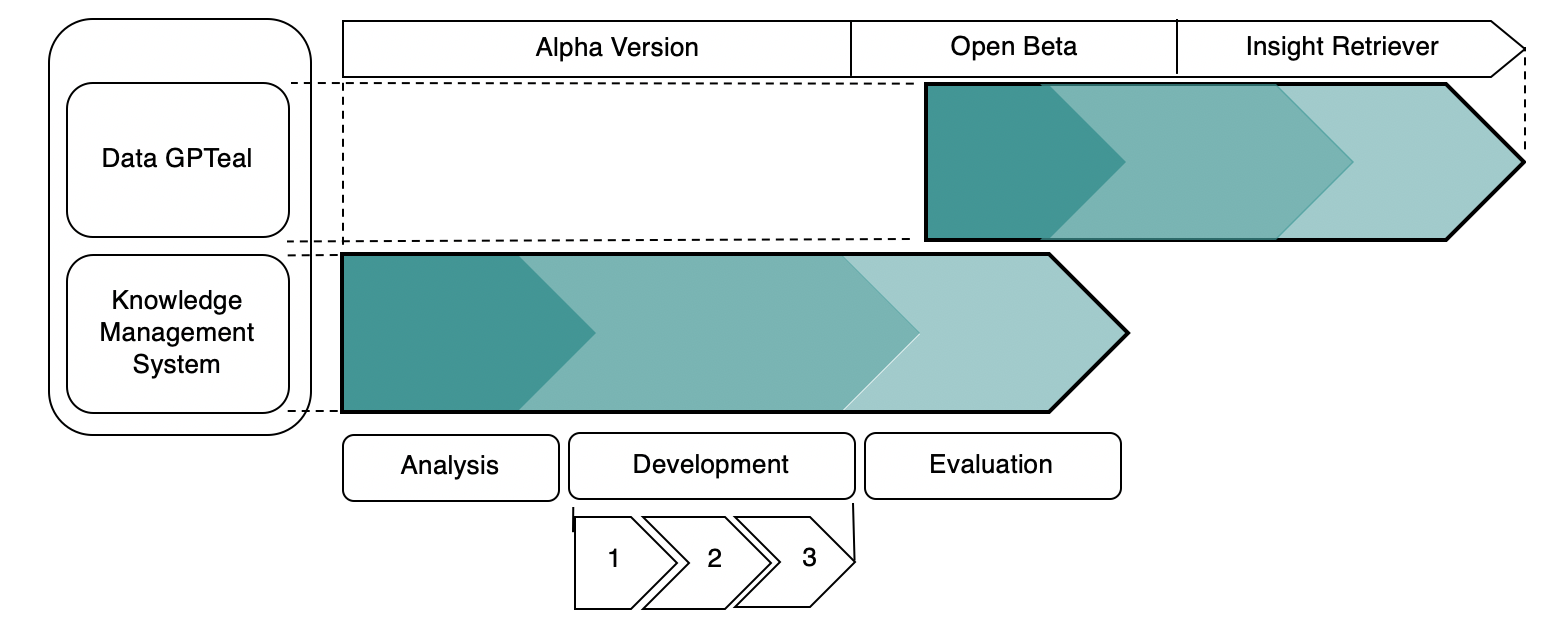 Alpha Version
Open Beta
Insight Retriever
Data GPTeal
Knowledge
Management
System
Analysis
Development
Evaluation
1
2
3